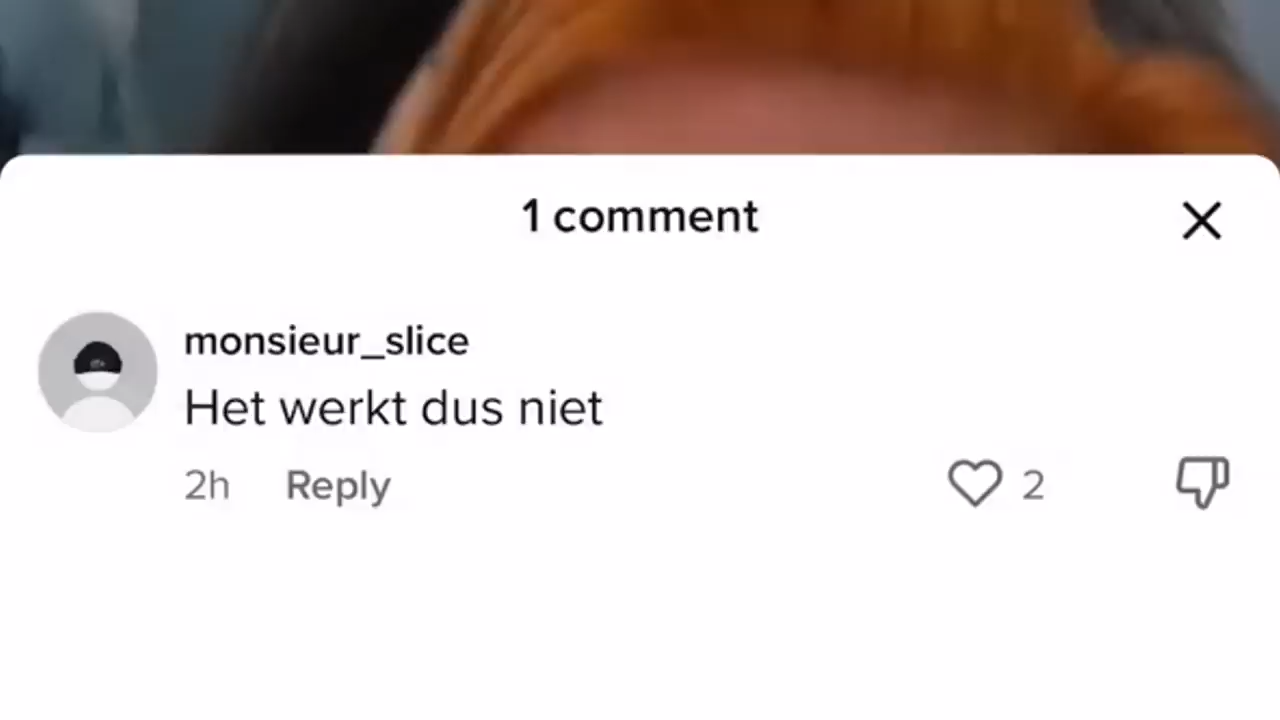 1 comment
monsieur_slice
Het werkt dus niet
2h Reply 2